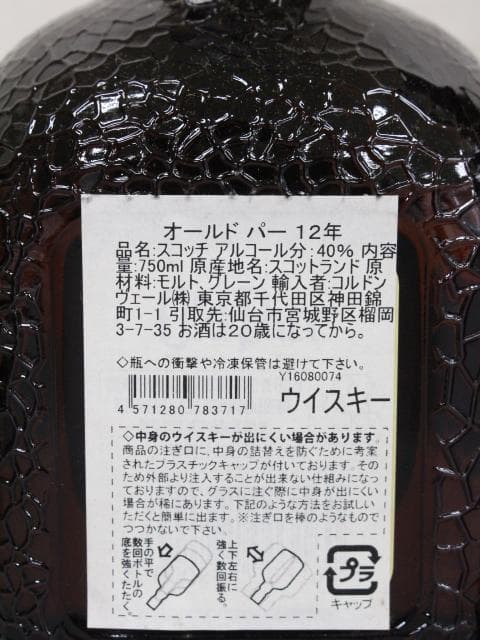 オールド パー 12年
品名:スコッチ アルコール分:40% 内容
量:750ml 原産地名:スコットランド 原
材料:モルト、グレーン 輸入者:コルドン
ヴェール㈱ 東京都千代田区神田錦
町1-1 引取先:仙台市宮城野区榴岡
3-7-35 お酒は20歳になってから。
◇瓶への衝撃や冷凍保管は避けて下さい。
Y16080074
4 571280 783717
ウイスキー
◇中身のウイスキーが出にくい場合があります。
商品の注ぎ口に、中身の詰替えを防ぐために考案
されたプラスチックキャップが付いております。そのた
め外部より注入することが出来ない仕組みになっ
ておりますので、グラスに注ぐ際に中身が出にくい
場合が稀にあります。下記のような方法をお試しい
ただくと簡単に出ます。※注ぎ口を棒のようなもので
つつかないで下さい。
手の平で
数回ボトルの
底を強くたたく。
上下左右に
強く数回振る。
プラ
キャップ